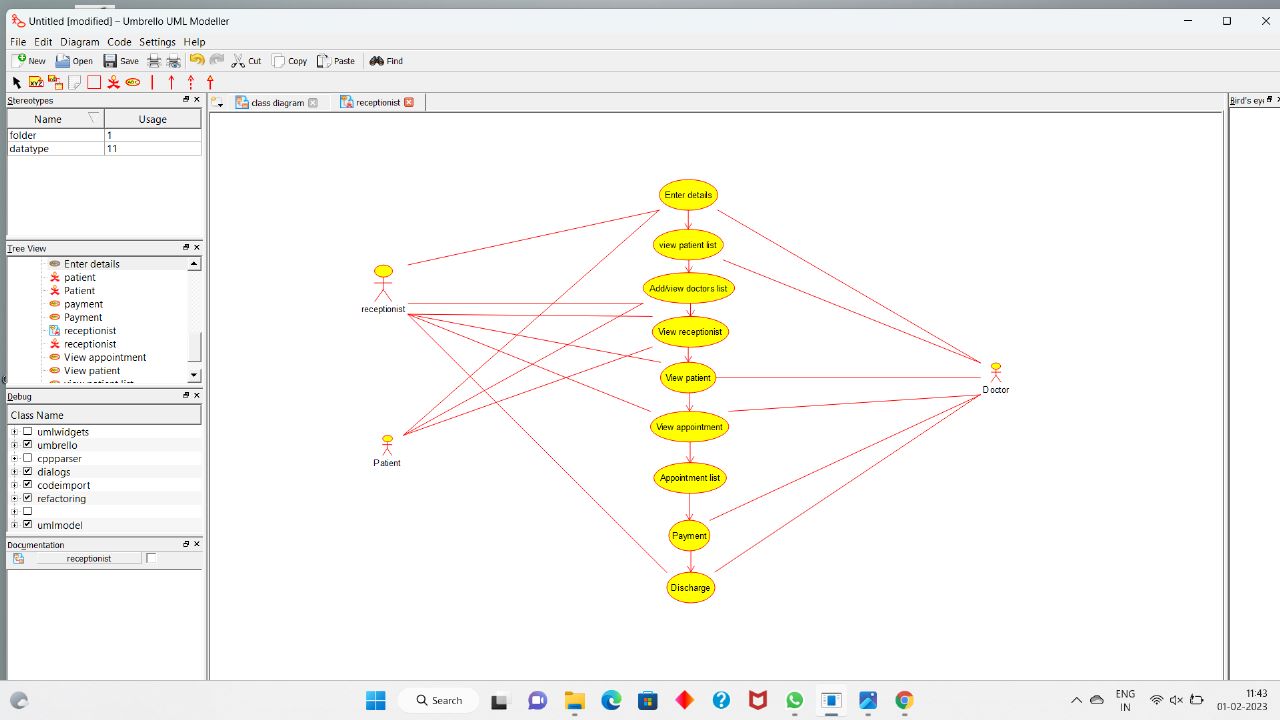 Untitled [modified] – Umbrello UML Modeller
File Edit Diagram Code Settings Help
New Open Save Cut Copy Paste Find
Stereotypes
Name Usage
folder 1
datatype 11
Tree View
Enter details
patient
Patient
payment
Payment
receptionist
receptionist
View appointment
View patient
view patient list
Debug
Class Name
umlwidgets
umbrello
cppparser
dialogs
codeimport
refactoring
umlmodel
Documentation
receptionist
class diagram
receptionist
Bird's eye
Enter details
view patient list
Add/view doctors list
View receptionist
View patient
View appointment
Appointment list
Payment
Discharge
receptionist
Patient
Doctor
Search
ENG
IN
11:43
01-02-2023